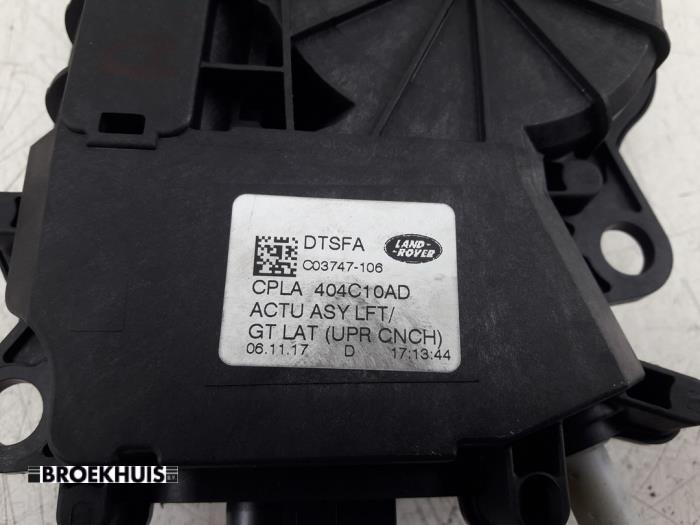 DTSFA
LAND-
-ROVER
C03747-106
CPLA 404C10AD
ACTU ASY LFT/
GT LAT (UPR CNCH)
06.11.17 D 17:13:44
BROEKHUIS B.V.